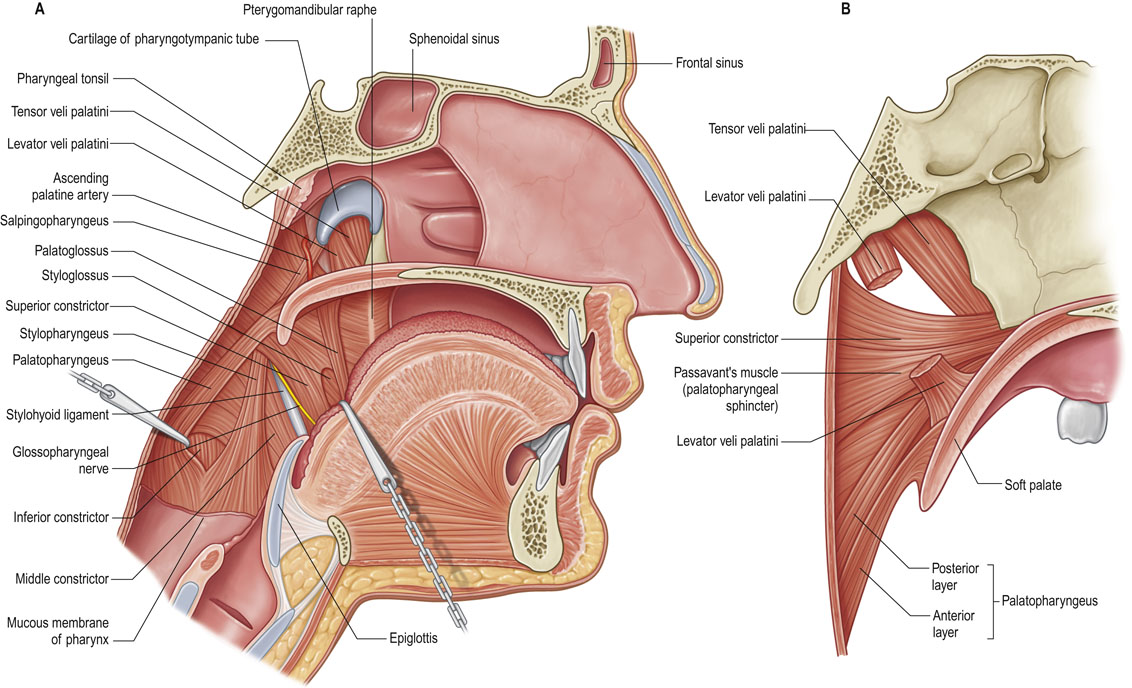 A
Pterygomandibular raphe
Cartilage of pharyngotympanic tube
Sphenoidal sinus
Frontal sinus
Pharyngeal tonsil
Tensor veli palatini
Levator veli palatini
Ascending
palatine artery
Salpingopharyngeus
Palatoglossus
Styloglossus
Superior constrictor
Stylopharyngeus
Palatopharyngeus
Stylohyoid ligament
Glossopharyngeal
nerve
Inferior constrictor
Middle constrictor
Mucous membrane
of pharynx
Epiglottis
B
Tensor veli palatini
Levator veli palatini
Superior constrictor
Passavant's muscle
(palatopharyngeal
sphincter)
Levator veli palatini
Soft palate
Posterior
layer
Anterior
layer
Palatopharyngeus